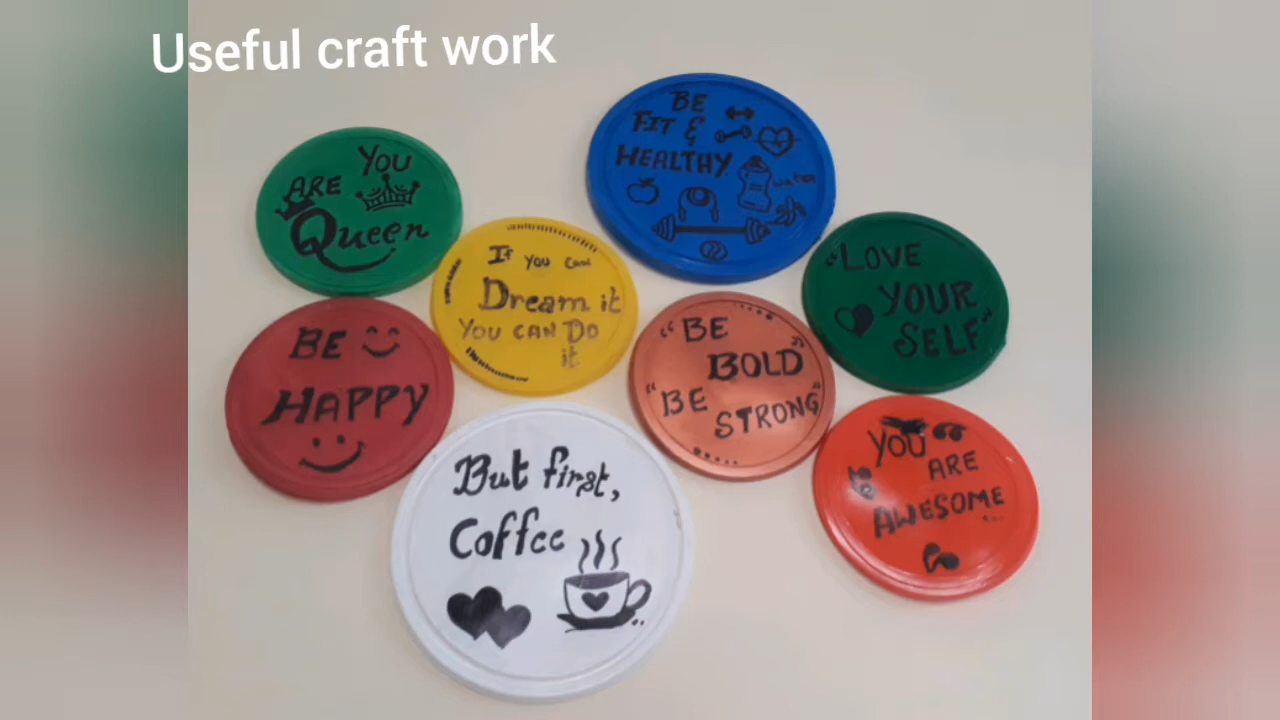 Useful craft work
YOU
ARE
Queen
BE
FIT &
HEALTHY
water
If you can
Dream it
YOU CAN DO
it
"LOVE
YOUR
SELF"
BE
HAPPY
"BE
BOLD"
"BE
STRONG"
YOU
ARE
AWESOME...
But first,
Coffee